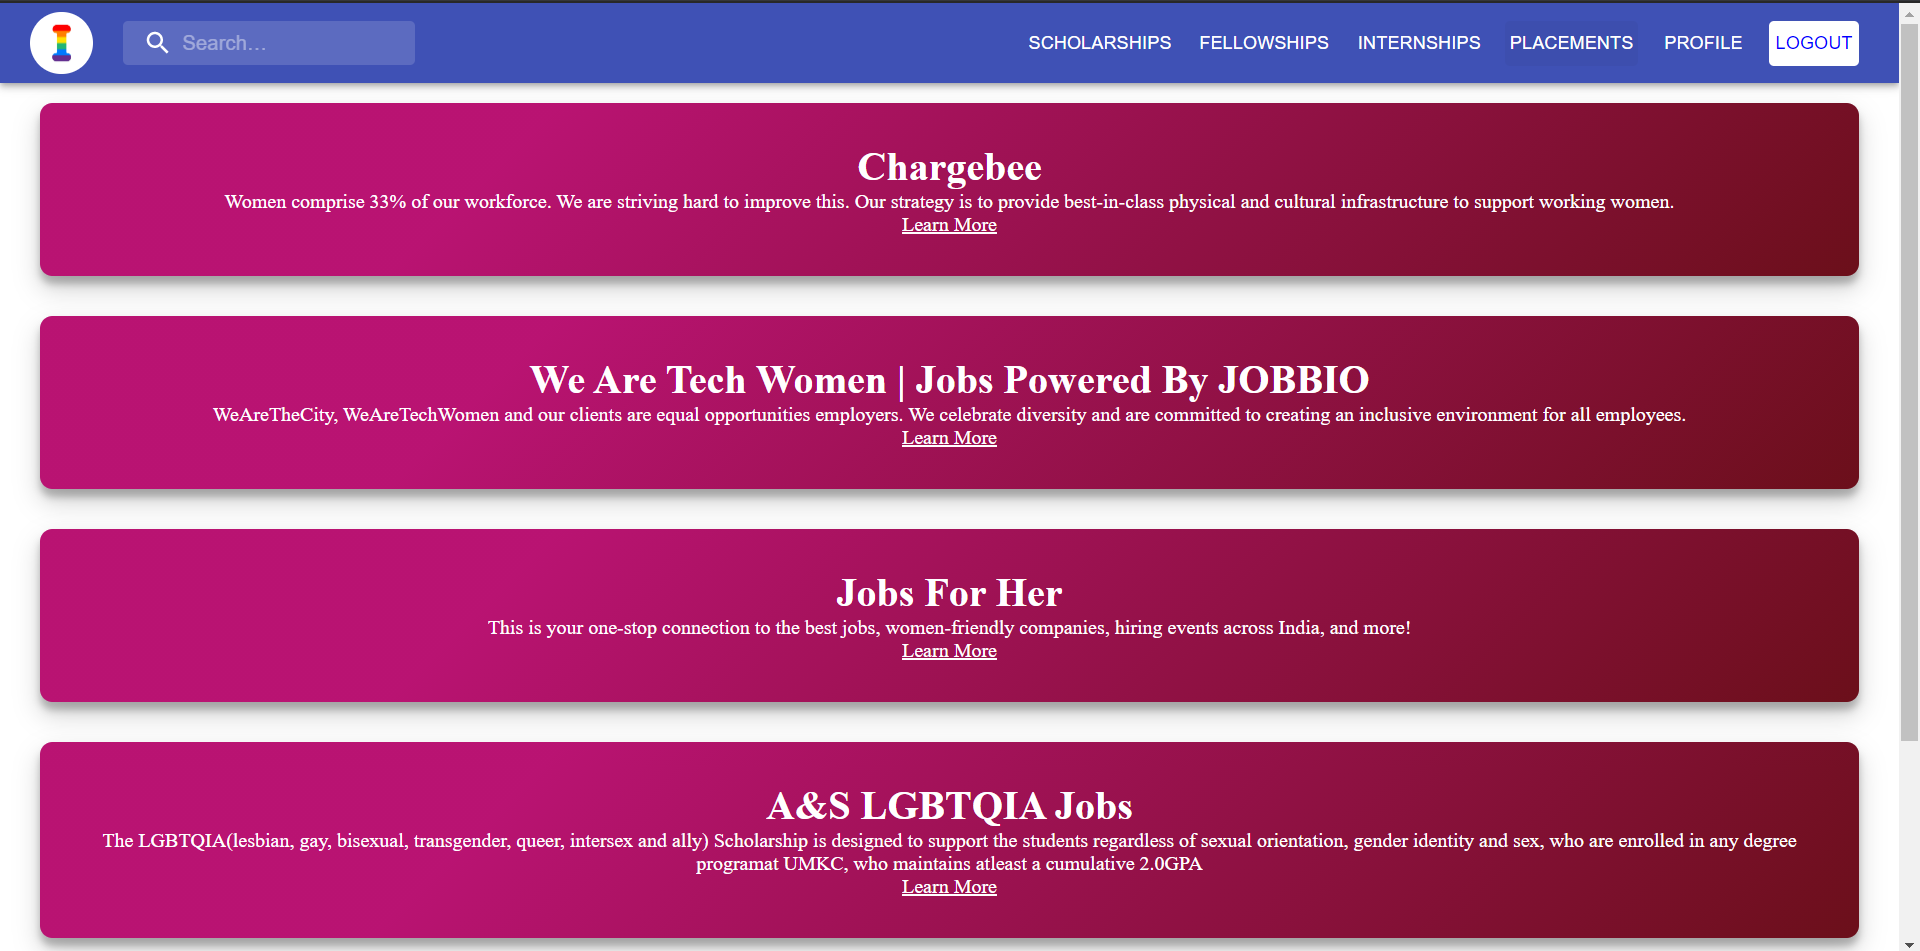 I
Search…
SCHOLARSHIPS FELLOWSHIPS INTERNSHIPS PLACEMENTS PROFILE LOGOUT
Chargebee
Women comprise 33% of our workforce. We are striving hard to improve this. Our strategy is to provide best-in-class physical and cultural infrastructure to support working women.
Learn More
We Are Tech Women | Jobs Powered By JOBBIO
WeAreTheCity, WeAreTechWomen and our clients are equal opportunities employers. We celebrate diversity and are committed to creating an inclusive environment for all employees.
Learn More
Jobs For Her
This is your one-stop connection to the best jobs, women-friendly companies, hiring events across India, and more!
Learn More
A&S LGBTQIA Jobs
The LGBTQIA(lesbian, gay, bisexual, transgender, queer, intersex and ally) Scholarship is designed to support the students regardless of sexual orientation, gender identity and sex, who are enrolled in any degree
programat UMKC, who maintains atleast a cumulative 2.0GPA
Learn More